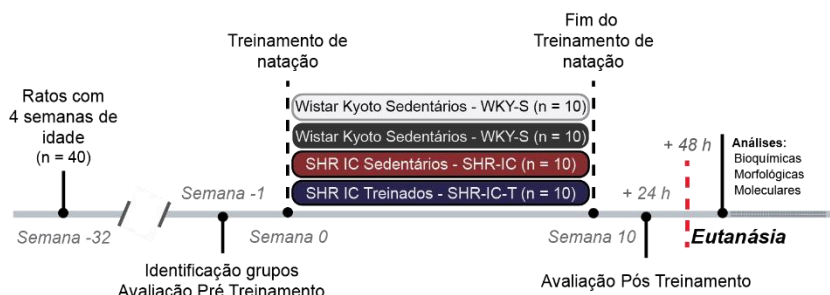 Ratos com
4 semanas de
idade
(n = 40)
Semana -32
Semana -1
Identificação grupos
Avaliação Pré Treinamento
Treinamento de
natação
Semana 0
Wistar Kyoto Sedentários - WKY-S (n = 10)
Wistar Kyoto Sedentários - WKY-S (n = 10)
SHR IC Sedentários - SHR-IC (n = 10)
SHR IC Treinados - SHR-IC-T (n = 10)
Fim do
Treinamento de
natação
Semana 10
+ 24 h
Avaliação Pós Treinamento
+ 48 h
Eutanásia
Análises:
Bioquímicas
Morfológicas
Moleculares